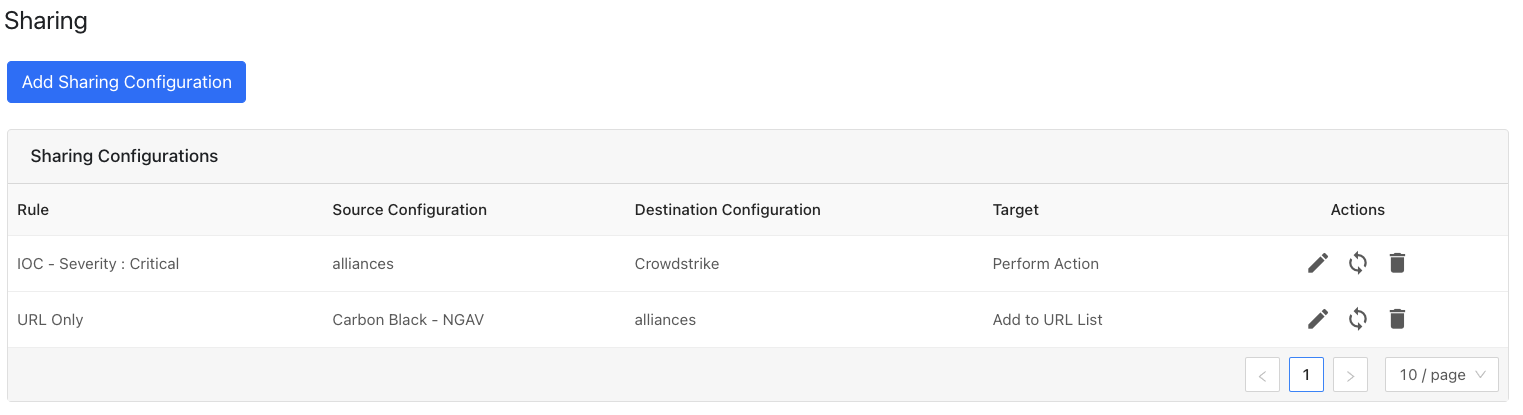 Sharing
Add Sharing Configuration
Sharing Configurations
Rule Source Configuration Destination Configuration Target Actions
IOC - Severity : Critical alliances Crowdstrike Perform Action
URL Only Carbon Black - NGAV alliances Add to URL List
< 1 > 10 / page